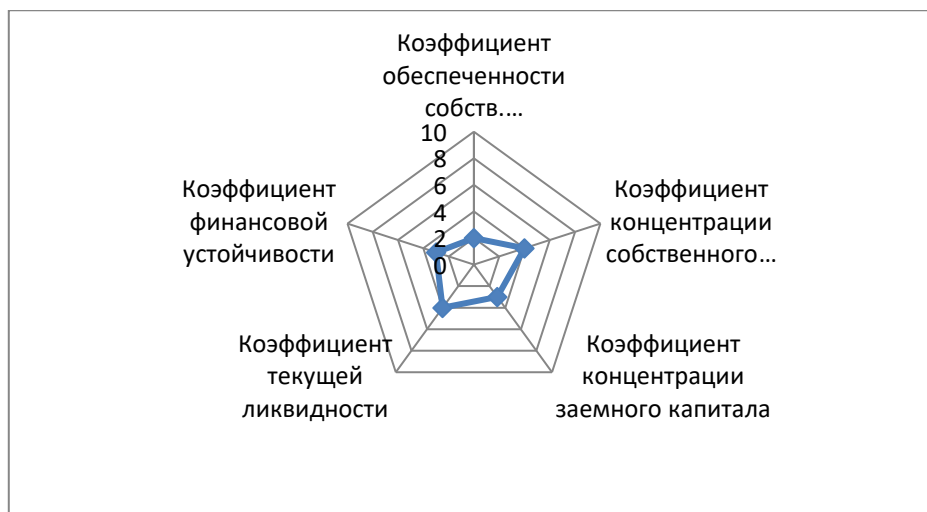 Коэффициент
обеспеченности
собств. ...
10
8
6
4
2
0
Коэффициент
концентрации
собственного...
Коэффициент
концентрации
заемного капитала
Коэффициент
текущей
ликвидности
Коэффициент
финансовой
устойчивости